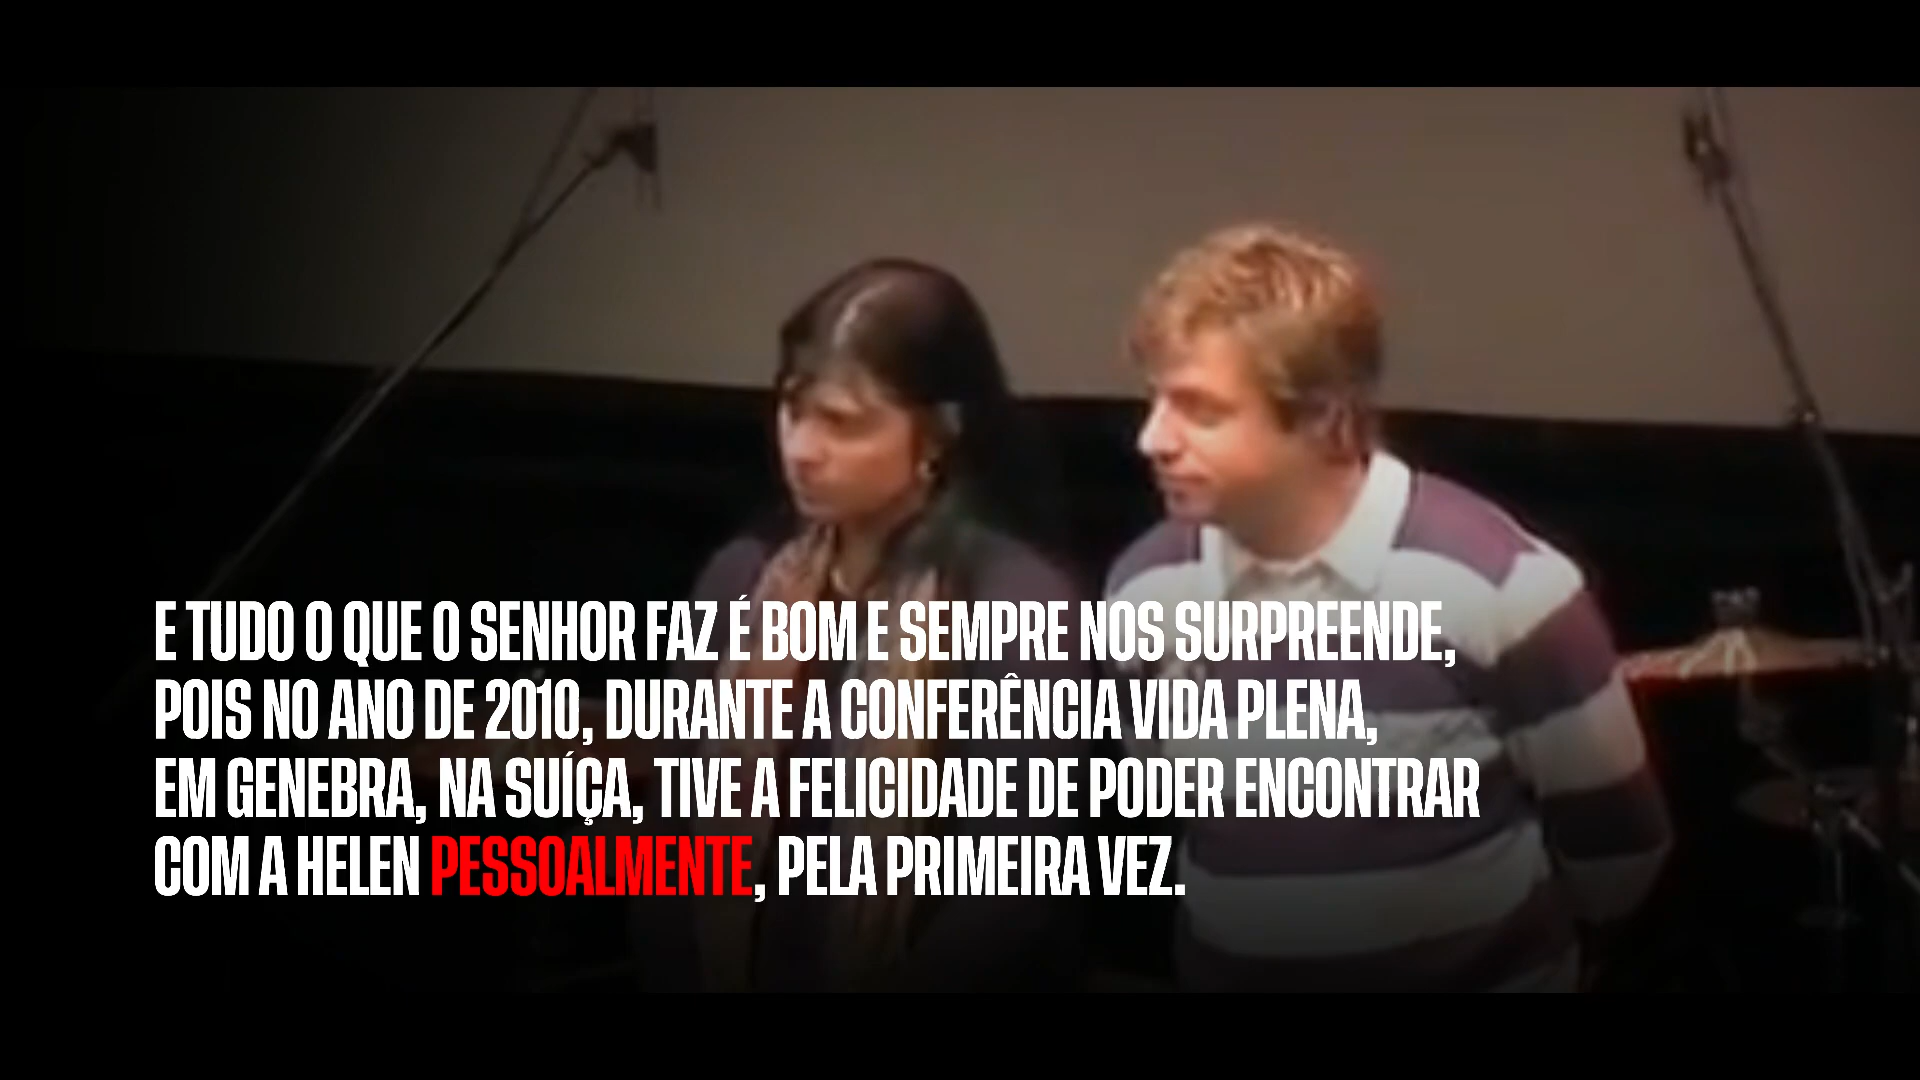 E TUDO O QUE O SENHOR FAZ É BOM E SEMPRE NOS SURPREENDE,
POIS NO ANO DE 2010, DURANTE A CONFERÊNCIA VIDA PLENA,
EM GENEBRA, NA SUÍÇA, TIVE A FELICIDADE DE PODER ENCONTRAR
COM A HELEN PESSOALMENTE, PELA PRIMEIRA VEZ.